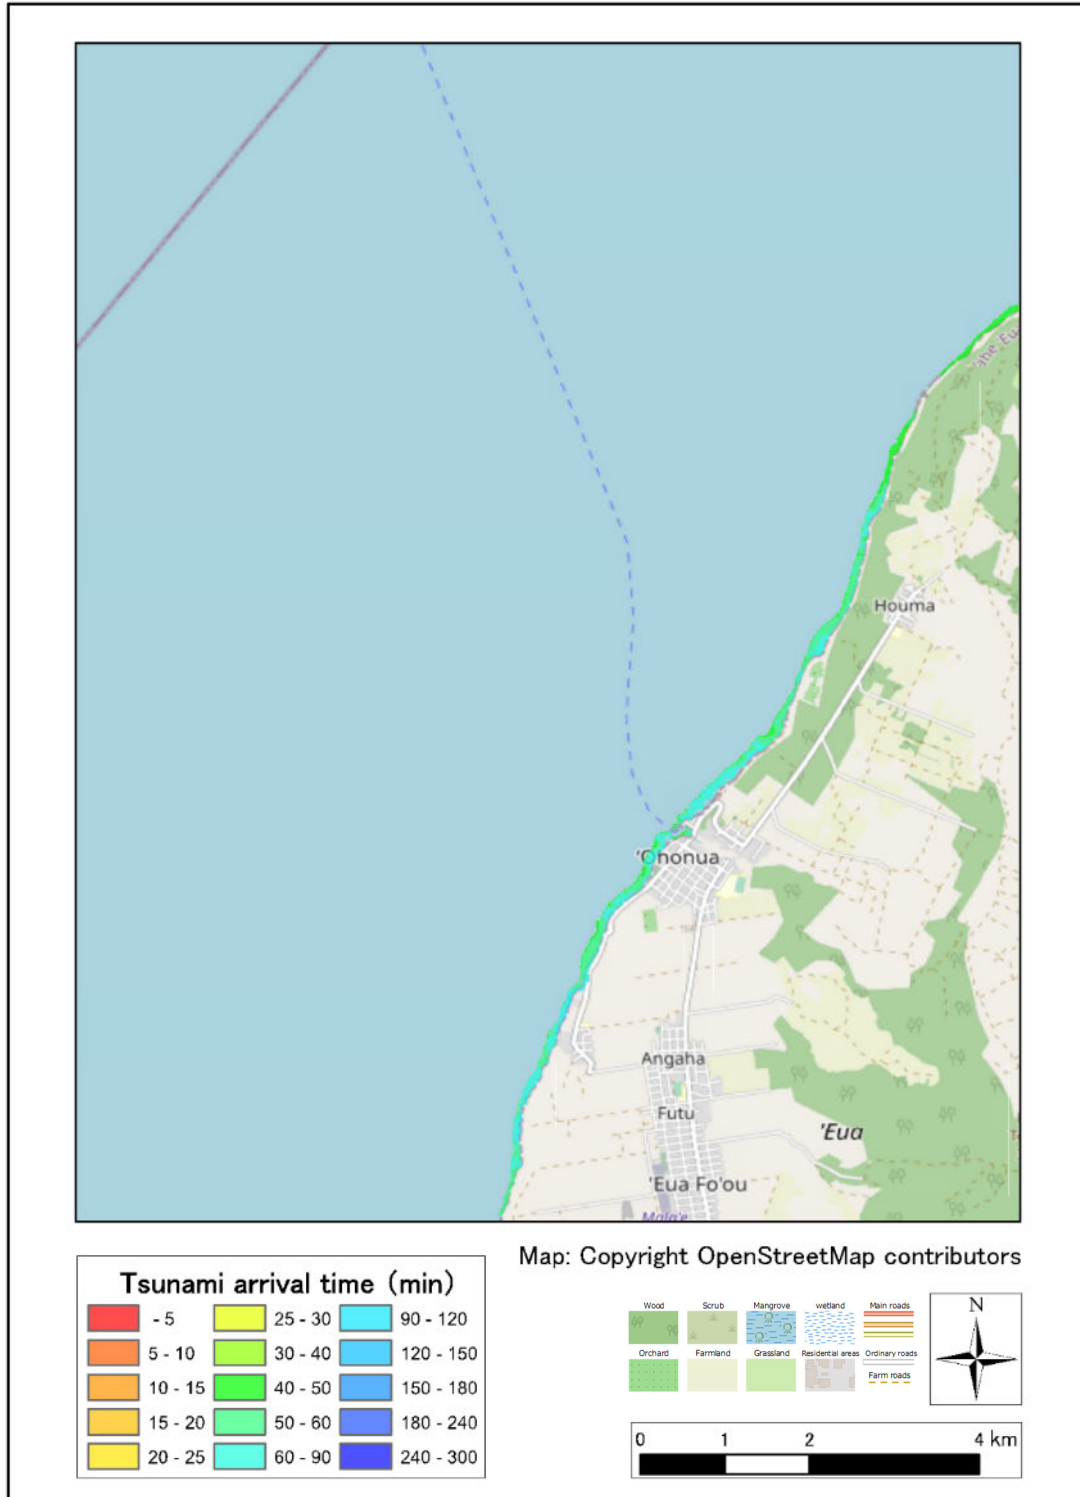 Houma
'Ononua
Angaha
Futu
'Eua
'Eua Fo'ou
Map: Copyright OpenStreetMap contributors
Tsunami arrival time (min)
- 5
25 - 30
90 - 120
5 - 10
30 - 40
120 - 150
10 - 15
40 - 50
150 - 180
15 - 20
50 - 60
180 - 240
20 - 25
60 - 90
240 - 300
Wood
Scrub
Mangrove
wetland
Main roads
Orchard
Farmland
Grassland
Residential areas
Ordinary roads
Farm roads
N
0 1 2 4 km